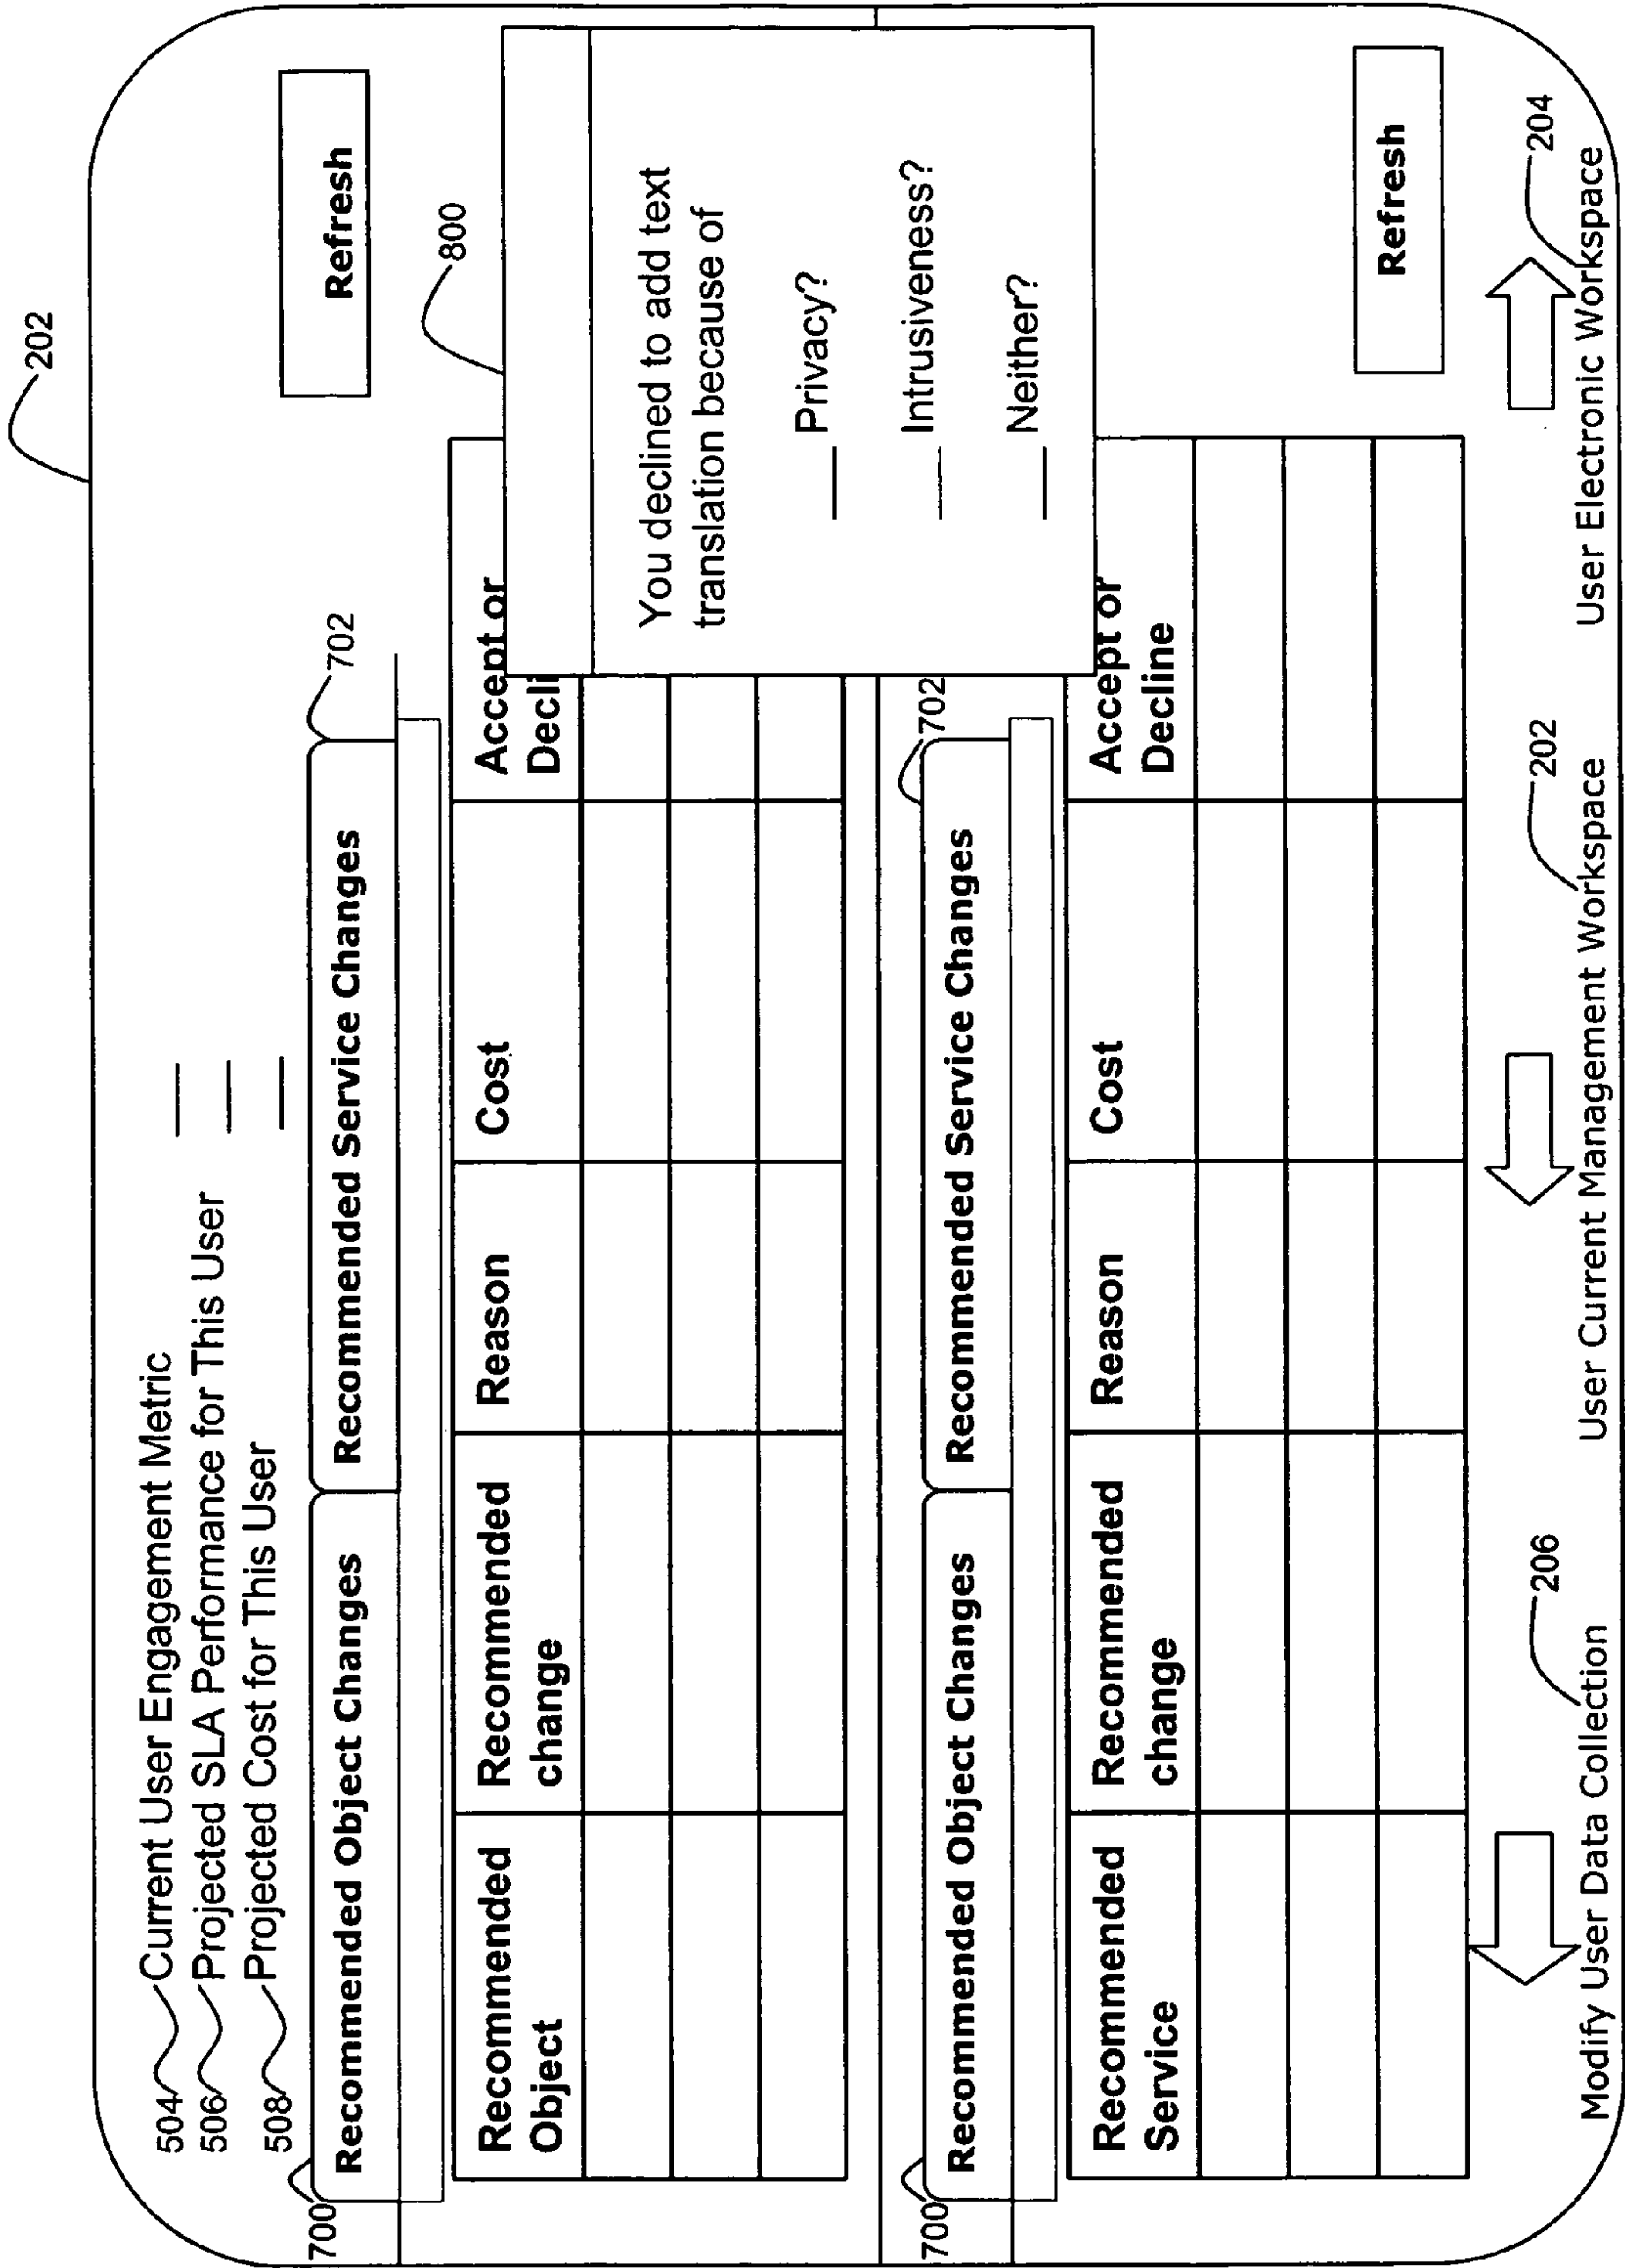 202
504 Current User Engagement Metric
506 Projected SLA Performance for This User
508 Projected Cost for This User
Refresh
700
702
Recommended Object Changes
Recommended Service Changes
800
Recommended Object
Recommended change
Reason
Cost
Accept or Decli
You declined to add text
translation because of
Privacy?
Intrusiveness?
Neither?
700
702
Recommended Object Changes
Recommended Service Changes
Recommended Service
Recommended change
Reason
Cost
Accept or Decline
Refresh
206
202
204
Modify User Data Collection
User Current Management Workspace
User Electronic Workspace